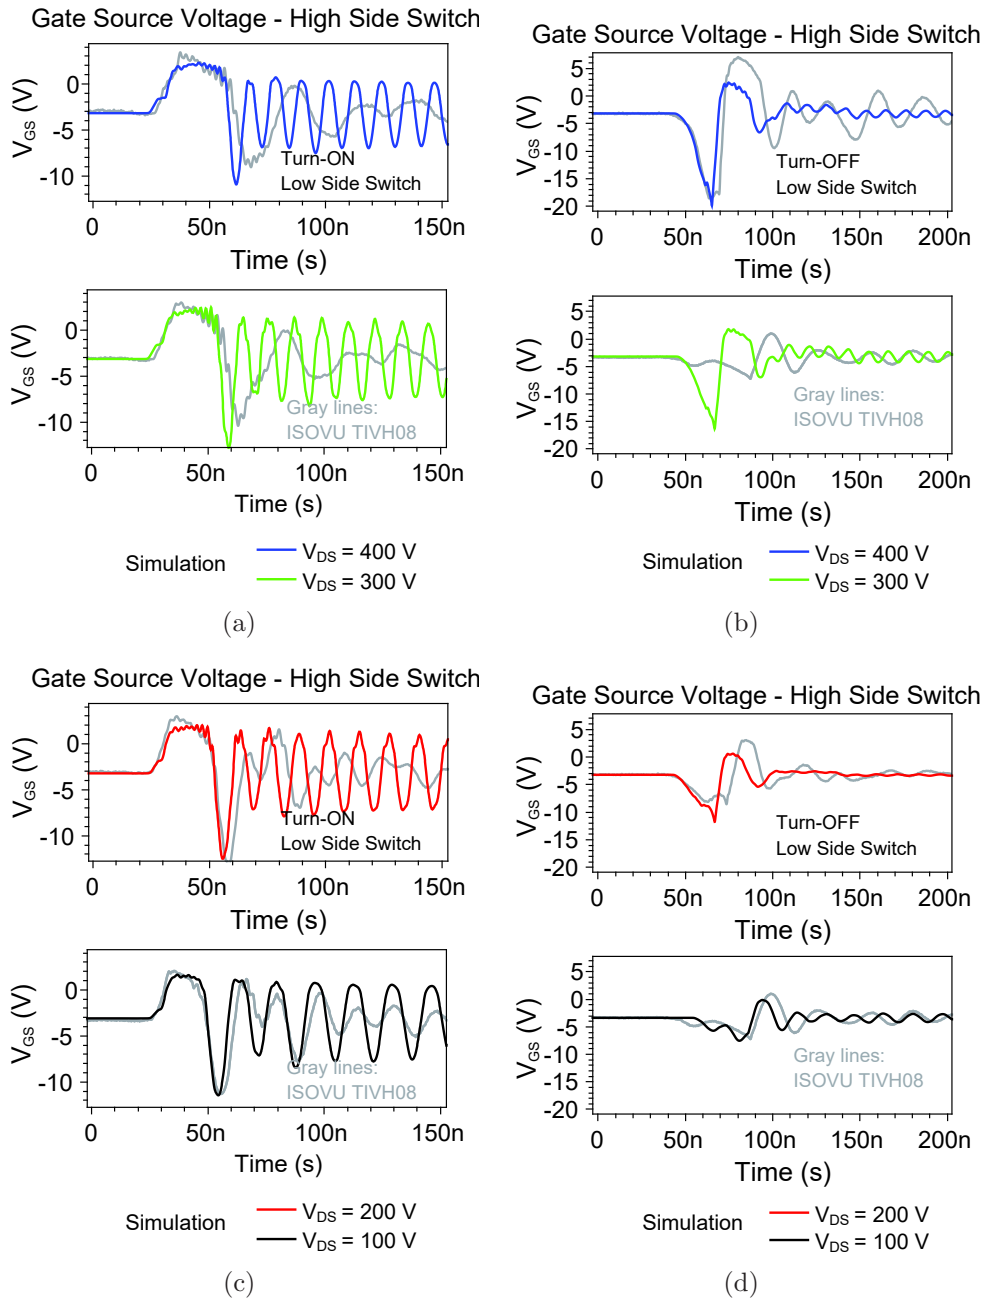 Gate Source Voltage - High Side Switch
V_GS (V)
0
-5
-10
Turn-ON
Low Side Switch
0
50n
100n
150n
Time (s)
V_GS (V)
0
-5
-10
Gray lines:
ISOVU TIVH08
0
50n
100n
150n
Time (s)
Simulation
V_DS = 400 V
V_DS = 300 V
(a)
Gate Source Voltage - High Side Switch
V_GS (V)
5
0
-5
-10
-15
-20
Turn-OFF
Low Side Switch
0
50n
100n
150n
200n
Time (s)
V_GS (V)
5
0
-5
-10
-15
-20
Gray lines:
ISOVU TIVH08
0
50n
100n
150n
200n
Time (s)
Simulation
V_DS = 400 V
V_DS = 300 V
(b)
Gate Source Voltage - High Side Switch
V_GS (V)
0
-5
-10
Turn-ON
Low Side Switch
0
50n
100n
150n
Time (s)
V_GS (V)
0
-5
-10
Gray lines:
ISOVU TIVH08
0
50n
100n
150n
Time (s)
Simulation
V_DS = 200 V
V_DS = 100 V
(c)
Gate Source Voltage - High Side Switch
V_GS (V)
5
0
-5
-10
-15
-20
Turn-OFF
Low Side Switch
0
50n
100n
150n
200n
Time (s)
V_GS (V)
5
0
-5
-10
-15
-20
Gray lines:
ISOVU TIVH08
0
50n
100n
150n
200n
Time (s)
Simulation
V_DS = 200 V
V_DS = 100 V
(d)